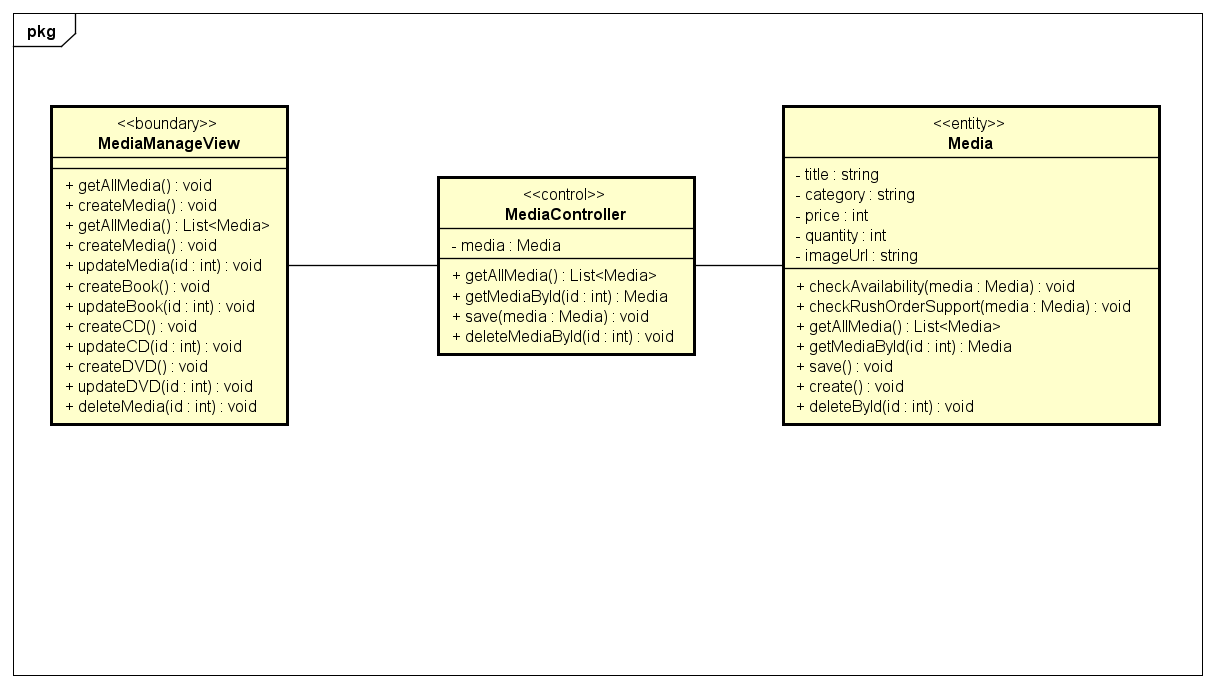 pkg
<<boundary>>
MediaManageView
+ getAllMedia() : void
+ createMedia() : void
+ getAllMedia() : List<Media>
+ createMedia() : void
+ updateMedia(id : int) : void
+ createBook() : void
+ updateBook(id : int) : void
+ createCD() : void
+ updateCD(id : int) : void
+ createDVD() : void
+ updateDVD(id : int) : void
+ deleteMedia(id : int) : void
<<control>>
MediaController
- media : Media
+ getAllMedia() : List<Media>
+ getMediaById(id : int) : Media
+ save(media : Media) : void
+ deleteMediaById(id : int) : void
<<entity>>
Media
- title : string
- category : string
- price : int
- quantity : int
- imageUrl : string
+ checkAvailability(media : Media) : void
+ checkRushOrderSupport(media : Media) : void
+ getAllMedia() : List<Media>
+ getMediaById(id : int) : Media
+ save() : void
+ create() : void
+ deleteById(id : int) : void